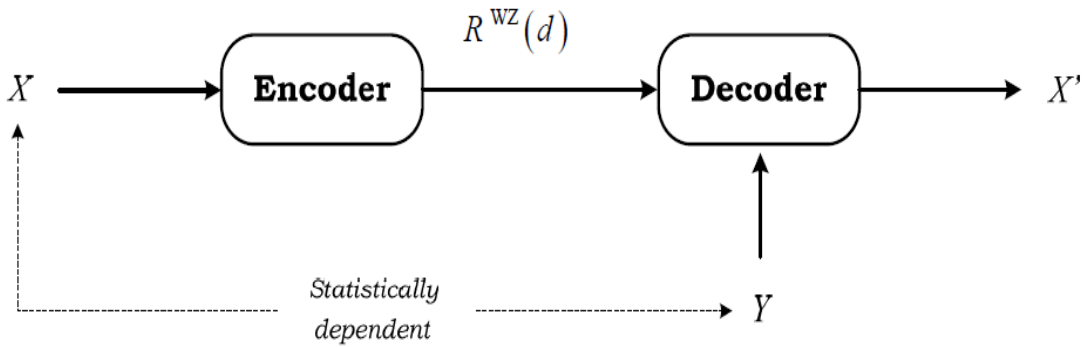 R^WZ(d)
X
Encoder
Decoder
X'
Statistically
dependent
Y